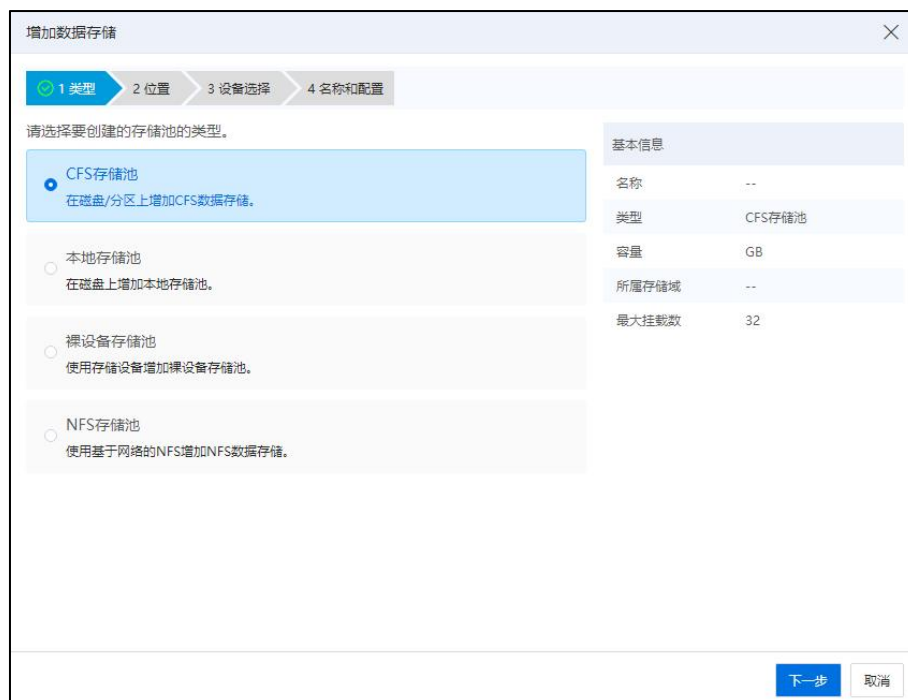 增加数据存储
1 类型
2 位置
3 设备选择
4 名称和配置
请选择要创建的存储池的类型。
CFS存储池
在磁盘/分区上增加CFS数据存储。
本地存储池
在磁盘上增加本地存储池。
裸设备存储池
使用存储设备增加裸设备存储池。
NFS存储池
使用基于网络的NFS增加NFS数据存储。
基本信息
名称 --
类型 CFS存储池
容量 GB
所属存储域 --
最大挂载数 32
下一步
取消